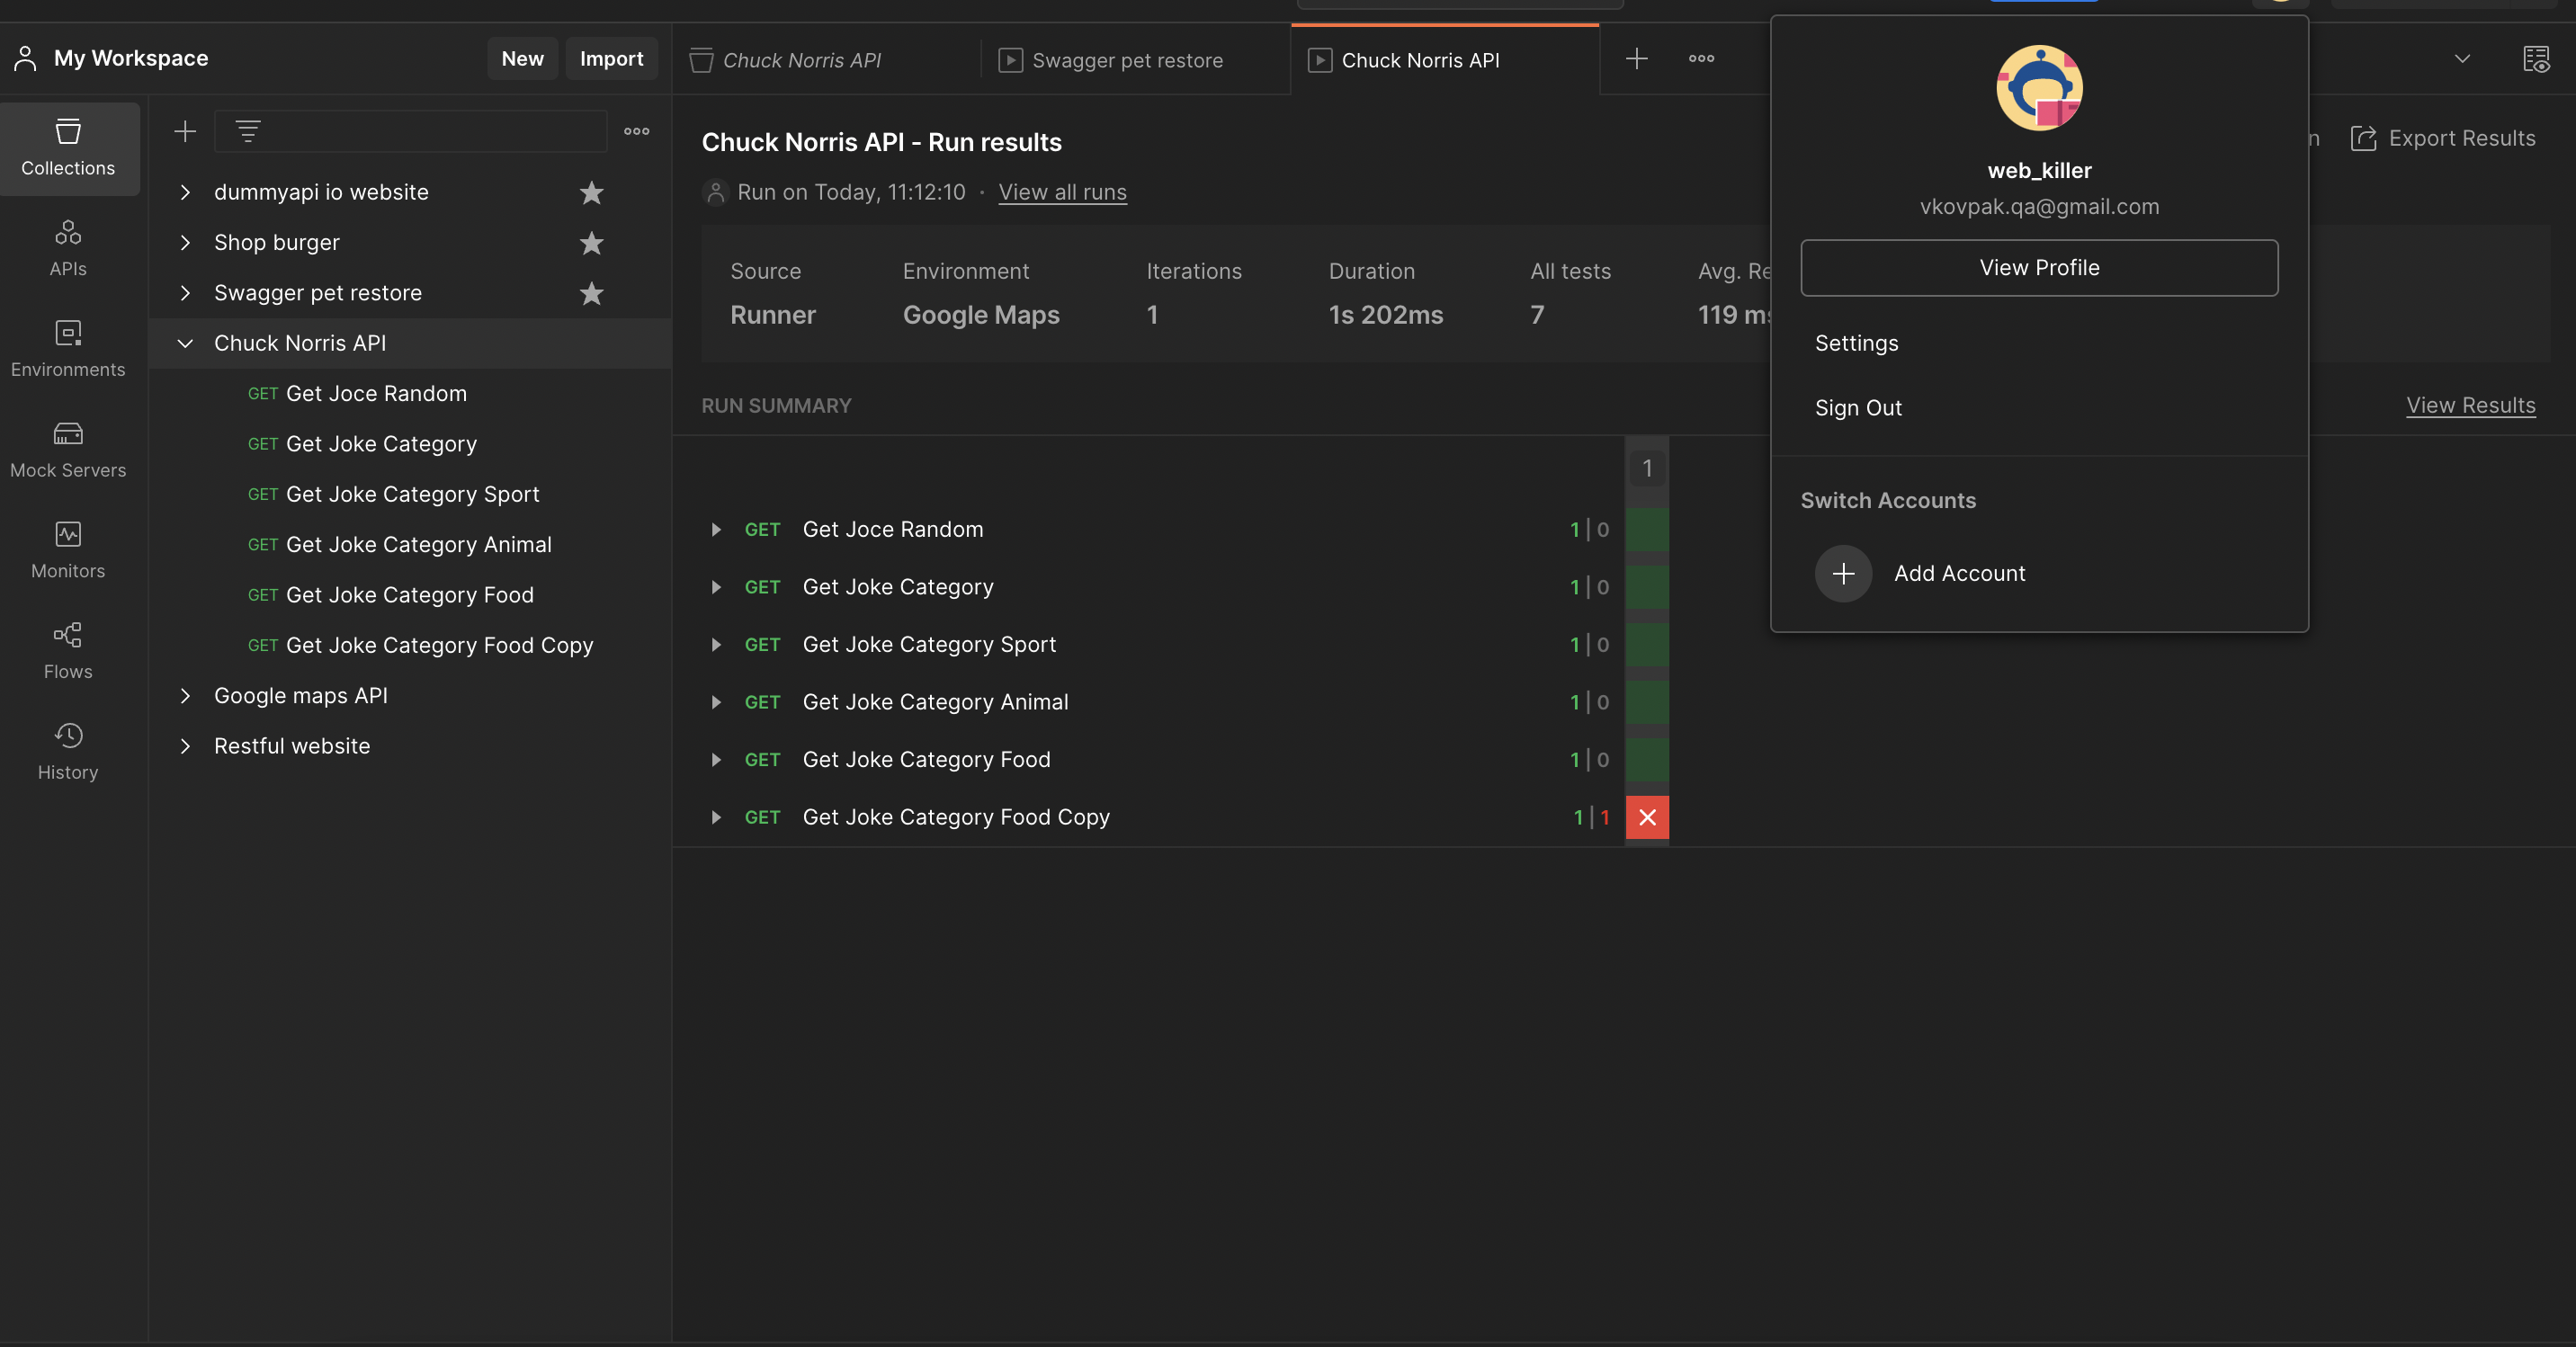 My Workspace
New
Import
Chuck Norris API
Swagger pet restore
Chuck Norris API
Collections
APIs
Environments
Mock Servers
Monitors
Flows
History
dummyapi io website
Shop burger
Swagger pet restore
Chuck Norris API
GET Get Joce Random
GET Get Joke Category
GET Get Joke Category Sport
GET Get Joke Category Animal
GET Get Joke Category Food
GET Get Joke Category Food Copy
Google maps API
Restful website
Chuck Norris API - Run results
Run on Today, 11:12:10 · View all runs
Export Results
Source Environment Iterations Duration All tests Avg. Re
Runner Google Maps 1 1s 202ms 7 119 ms
RUN SUMMARY
View Results
1
GET Get Joce Random 1 | 0
GET Get Joke Category 1 | 0
GET Get Joke Category Sport 1 | 0
GET Get Joke Category Animal 1 | 0
GET Get Joke Category Food 1 | 0
GET Get Joke Category Food Copy 1 | 1
web_killer
vkovpak.qa@gmail.com
View Profile
Settings
Sign Out
Switch Accounts
Add Account